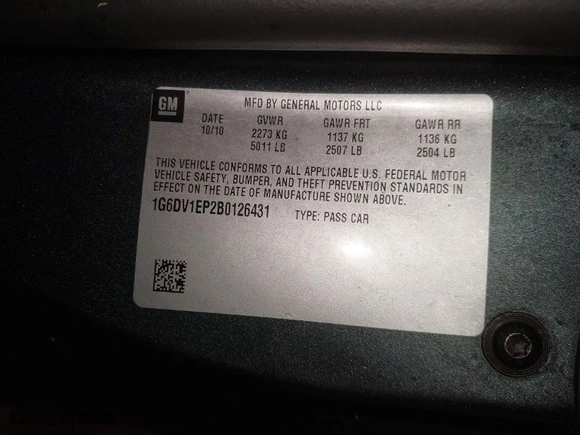 GM
MFD BY GENERAL MOTORS LLC
DATE GVWR GAWR FRT GAWR RR
10/10 2273 KG 1137 KG 1136 KG
5011 LB 2507 LB 2504 LB
THIS VEHICLE CONFORMS TO ALL APPLICABLE U.S. FEDERAL MOTOR
VEHICLE SAFETY, BUMPER, AND THEFT PREVENTION STANDARDS IN
EFFECT ON THE DATE OF MANUFACTURE SHOWN ABOVE.
1G6DV1EP2B0126431 TYPE: PASS CAR